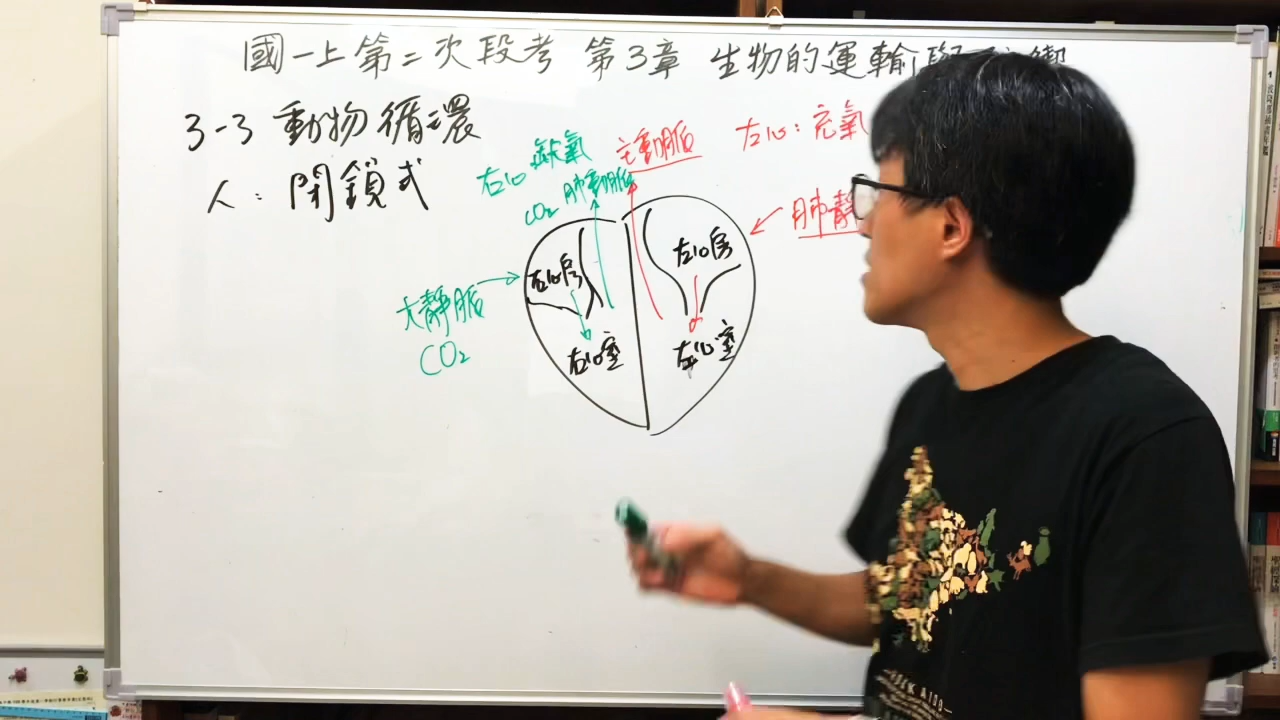 國一上第二次段考 第3章 生物的運輸與
3-3 動物循環
人：閉鎖式
右心 缺氧
CO₂ 肺動脈
主動脈
左心：充氧
肺靜
大靜脈
CO₂
右心房
左心房
右心室
左心室